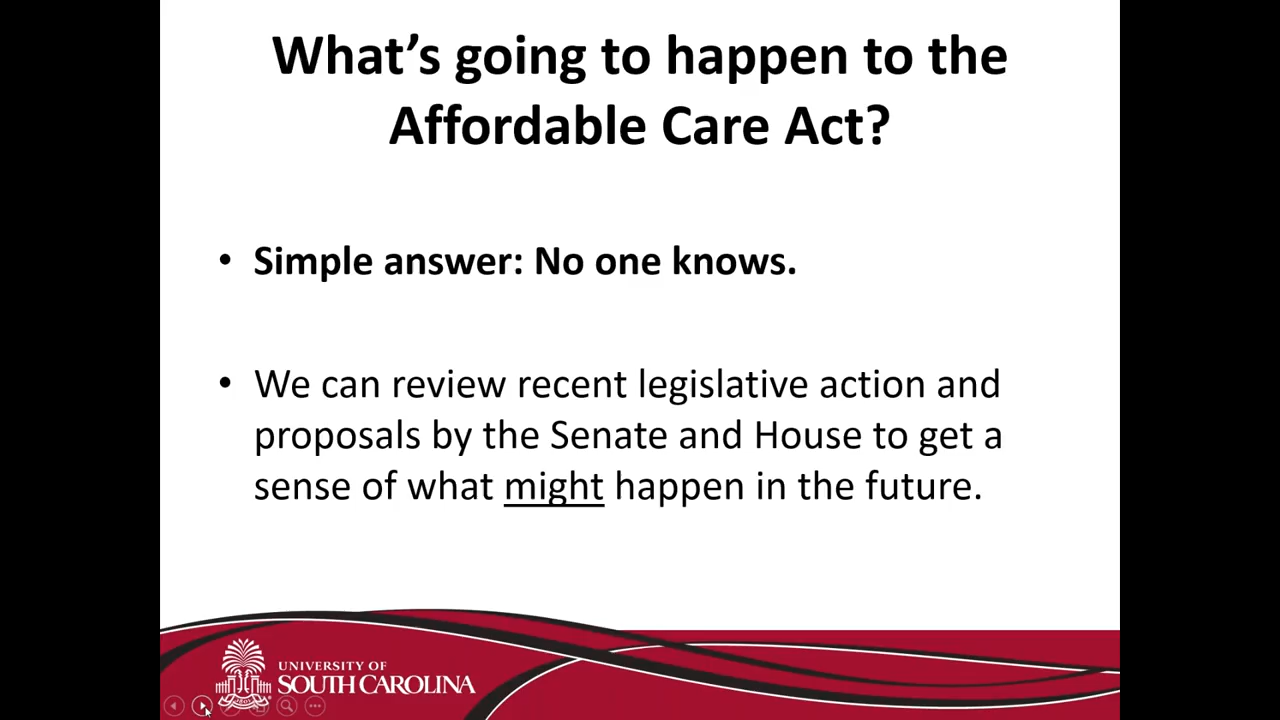 What's going to happen to the
Affordable Care Act?
• Simple answer: No one knows.
• We can review recent legislative action and
proposals by the Senate and House to get a
sense of what might happen in the future.
UNIVERSITY OF
SOUTH CAROLINA